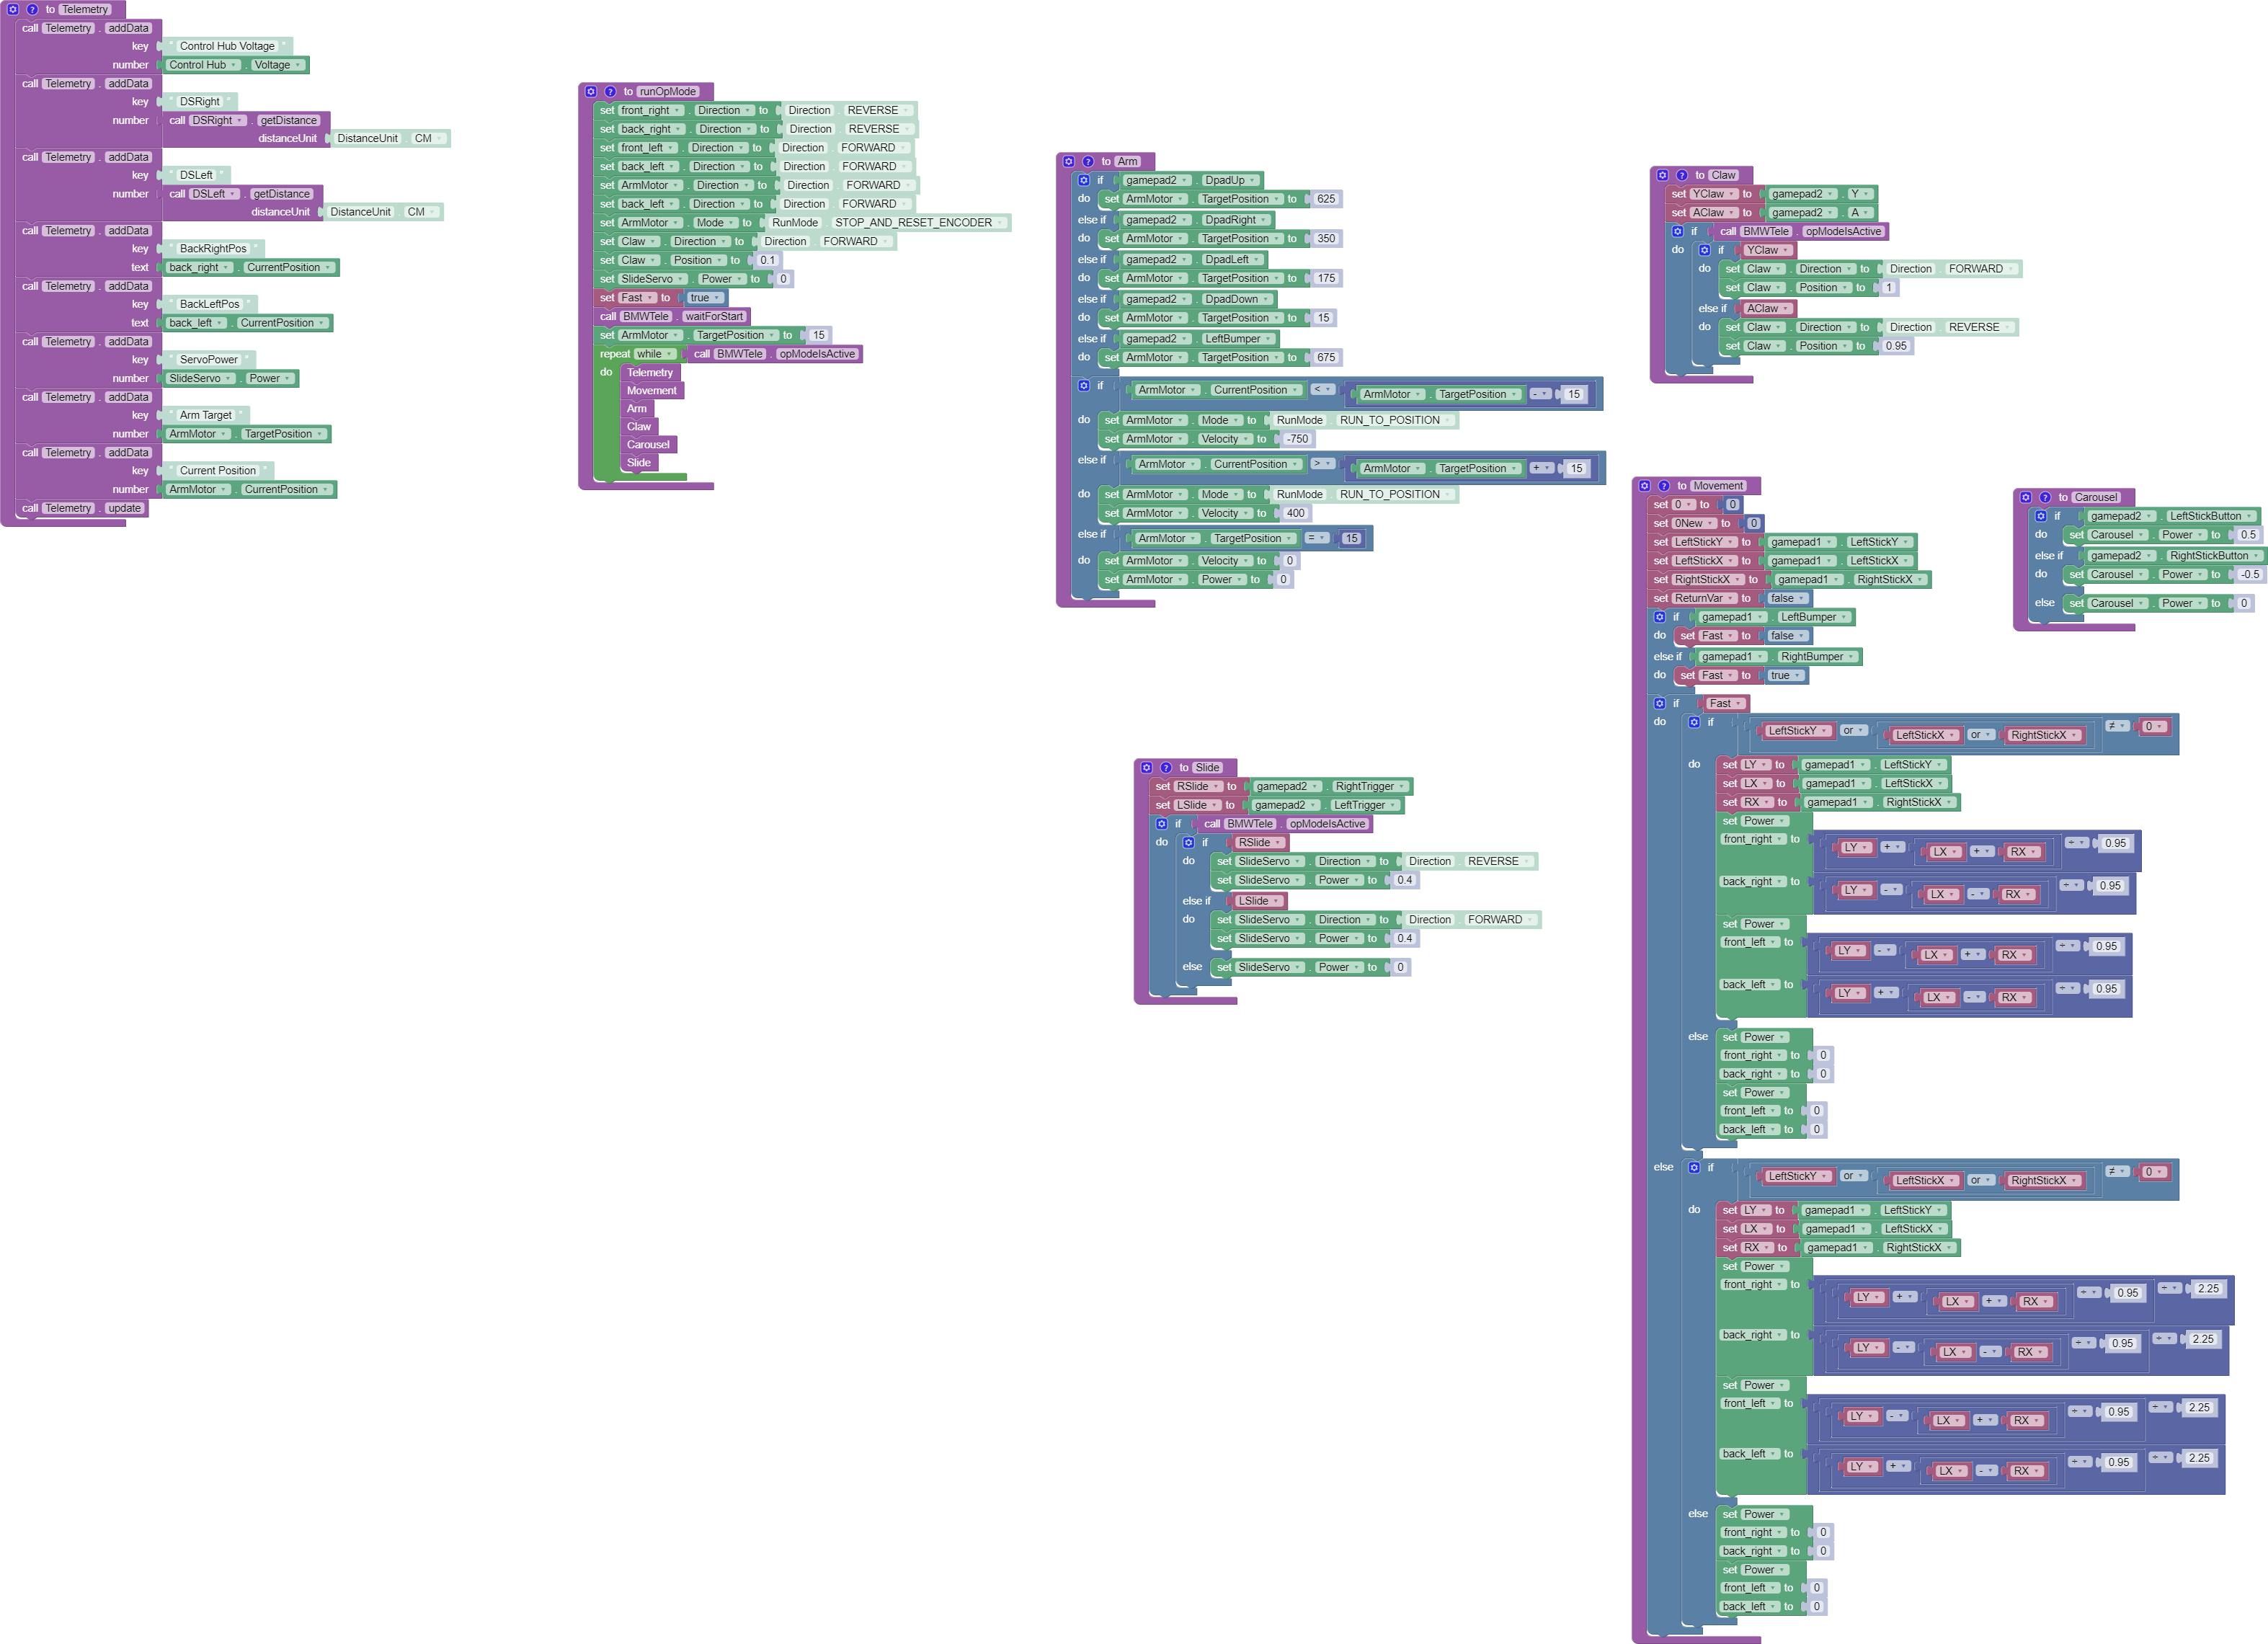 to Telemetry
call Telemetry . addData
key " Control Hub Voltage "
number Control Hub . Voltage
call Telemetry . addData
key " DSRight "
number call DSRight . getDistance
distanceUnit DistanceUnit . CM
call Telemetry . addData
key " DSLeft "
number call DSLeft . getDistance
distanceUnit DistanceUnit . CM
call Telemetry . addData
key " BackRightPos "
text back_right . CurrentPosition
call Telemetry . addData
key " BackLeftPos "
text back_left . CurrentPosition
call Telemetry . addData
key " ServoPower "
number SlideServo . Power
call Telemetry . addData
key " Arm Target "
number ArmMotor . TargetPosition
call Telemetry . addData
key " Current Position "
number ArmMotor . CurrentPosition
call Telemetry . update
to runOpMode
set front_right . Direction to Direction . REVERSE
set back_right . Direction to Direction . REVERSE
set front_left . Direction to Direction . FORWARD
set back_left . Direction to Direction . FORWARD
set ArmMotor . Direction to Direction . FORWARD
set back_left . Direction to Direction . FORWARD
set ArmMotor . Mode to RunMode . STOP_AND_RESET_ENCODER
set Claw . Direction to Direction . FORWARD
set Claw . Position to 0.1
set SlideServo . Power to 0
set Fast to true
call BMWTele . waitForStart
set ArmMotor . TargetPosition to 15
repeat while call BMWTele . opModeIsActive
do Telemetry
Movement
Arm
Claw
Carousel
Slide
to Arm
if gamepad2 . DpadUp
do set ArmMotor . TargetPosition to 625
else if gamepad2 . DpadRight
do set ArmMotor . TargetPosition to 350
else if gamepad2 . DpadLeft
do set ArmMotor . TargetPosition to 175
else if gamepad2 . DpadDown
do set ArmMotor . TargetPosition to 15
else if gamepad2 . LeftBumper
do set ArmMotor . TargetPosition to 675
if ArmMotor . CurrentPosition < ArmMotor . TargetPosition - 15
do set ArmMotor . Mode to RunMode . RUN_TO_POSITION
set ArmMotor . Velocity to -750
else if ArmMotor . CurrentPosition > ArmMotor . TargetPosition + 15
do set ArmMotor . Mode to RunMode . RUN_TO_POSITION
set ArmMotor . Velocity to 400
else if ArmMotor . TargetPosition = 15
do set ArmMotor . Velocity to 0
set ArmMotor . Power to 0
to Slide
set RSlide to gamepad2 . RightTrigger
set LSlide to gamepad2 . LeftTrigger
if call BMWTele . opModeIsActive
do if RSlide
do set SlideServo . Direction to Direction . REVERSE
set SlideServo . Power to 0.4
else if LSlide
do set SlideServo . Direction to Direction . FORWARD
set SlideServo . Power to 0.4
else set SlideServo . Power to 0
to Claw
set YClaw to gamepad2 . Y
set AClaw to gamepad2 . A
if call BMWTele . opModeIsActive
do if YClaw
do set Claw . Direction to Direction . FORWARD
set Claw . Position to 1
else if AClaw
do set Claw . Direction to Direction . REVERSE
set Claw . Position to 0.95
to Movement
set 0 to 0
set 0New to 0
set LeftStickY to gamepad1 . LeftStickY
set LeftStickX to gamepad1 . LeftStickX
set RightStickX to gamepad1 . RightStickX
set ReturnVar to false
if gamepad1 . LeftBumper
do set Fast to false
else if gamepad1 . RightBumper
do set Fast to true
if Fast
do if LeftStickY or LeftStickX or RightStickX ≠ 0
do set LY to gamepad1 . LeftStickY
set LX to gamepad1 . LeftStickX
set RX to gamepad1 . RightStickX
set Power
front_right to LY + LX + RX ÷ 0.95
back_right to LY - LX - RX ÷ 0.95
set Power
front_left to LY - LX + RX ÷ 0.95
back_left to LY + LX - RX ÷ 0.95
else set Power
front_right to 0
back_right to 0
set Power
front_left to 0
back_left to 0
else if LeftStickY or LeftStickX or RightStickX ≠ 0
do set LY to gamepad1 . LeftStickY
set LX to gamepad1 . LeftStickX
set RX to gamepad1 . RightStickX
set Power
front_right to LY + LX + RX ÷ 0.95 ÷ 2.25
back_right to LY - LX - RX ÷ 0.95 ÷ 2.25
set Power
front_left to LY - LX + RX ÷ 0.95 ÷ 2.25
back_left to LY + LX - RX ÷ 0.95 ÷ 2.25
else set Power
front_right to 0
back_right to 0
set Power
front_left to 0
back_left to 0
to Carousel
if gamepad2 . LeftStickButton
do set Carousel . Power to 0.5
else if gamepad2 . RightStickButton
do set Carousel . Power to -0.5
else set Carousel . Power to 0